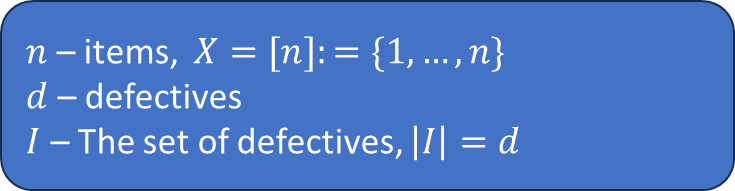 n – items, X = [n]: = {1, … , n}
d – defectives
I – The set of defectives, |I| = d